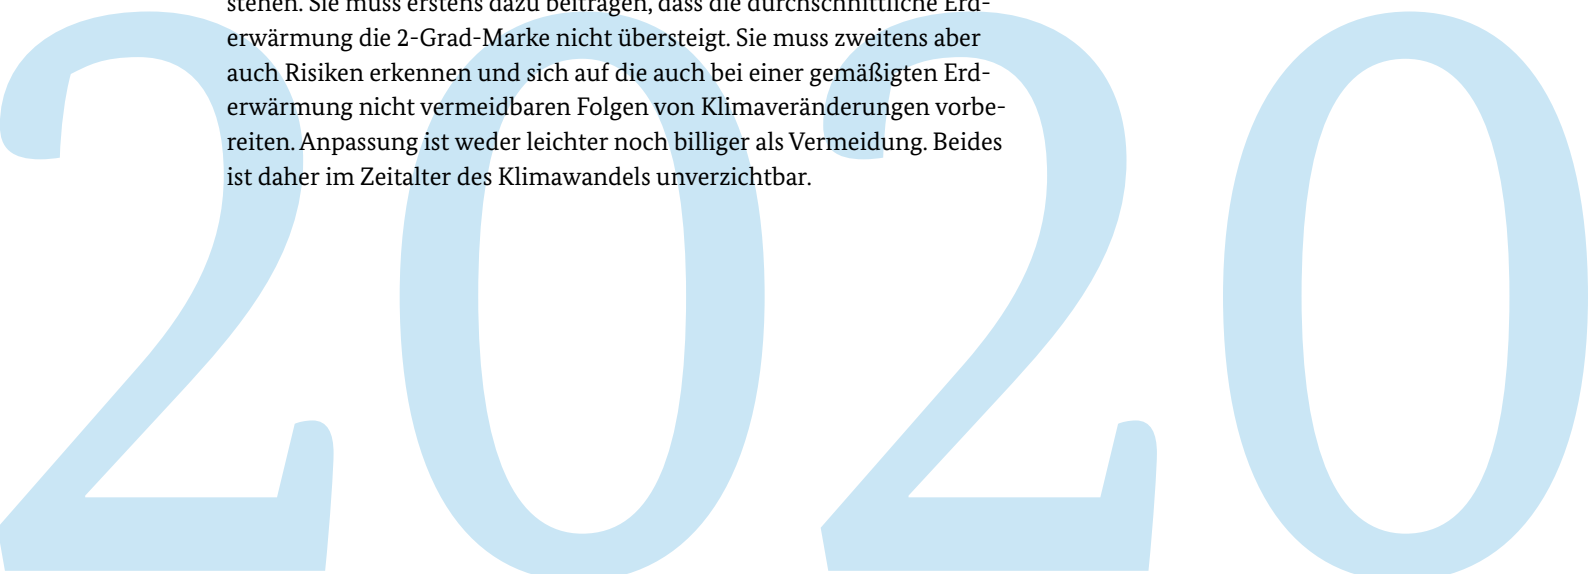 stehen. Sie muss erstens dazu beitragen, dass die durchschnittliche Erd-
erwärmung die 2-Grad-Marke nicht übersteigt. Sie muss zweitens aber
auch Risiken erkennen und sich auf die auch bei einer gemäßigten Erd-
erwärmung nicht vermeidbaren Folgen von Klimaveränderungen vorbe-
reiten. Anpassung ist weder leichter noch billiger als Vermeidung. Beides
ist daher im Zeitalter des Klimawandels unverzichtbar.
2020